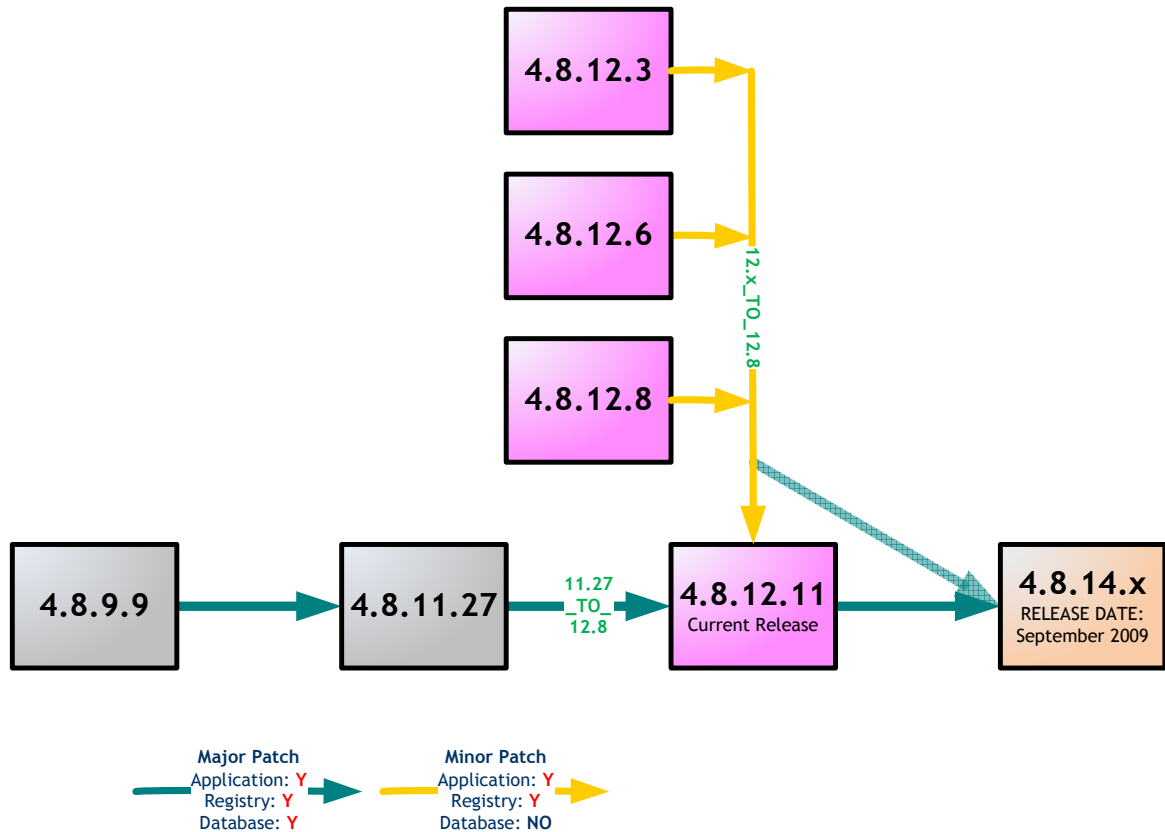 4.8.12.3
4.8.12.6
12.x_TO_12.8
4.8.12.8
4.8.9.9
4.8.11.27
11.27
_TO_
12.8
4.8.12.11
Current Release
4.8.14.x
RELEASE DATE:
September 2009
Major Patch
Application: Y
Registry: Y
Database: Y
Minor Patch
Application: Y
Registry: Y
Database: NO